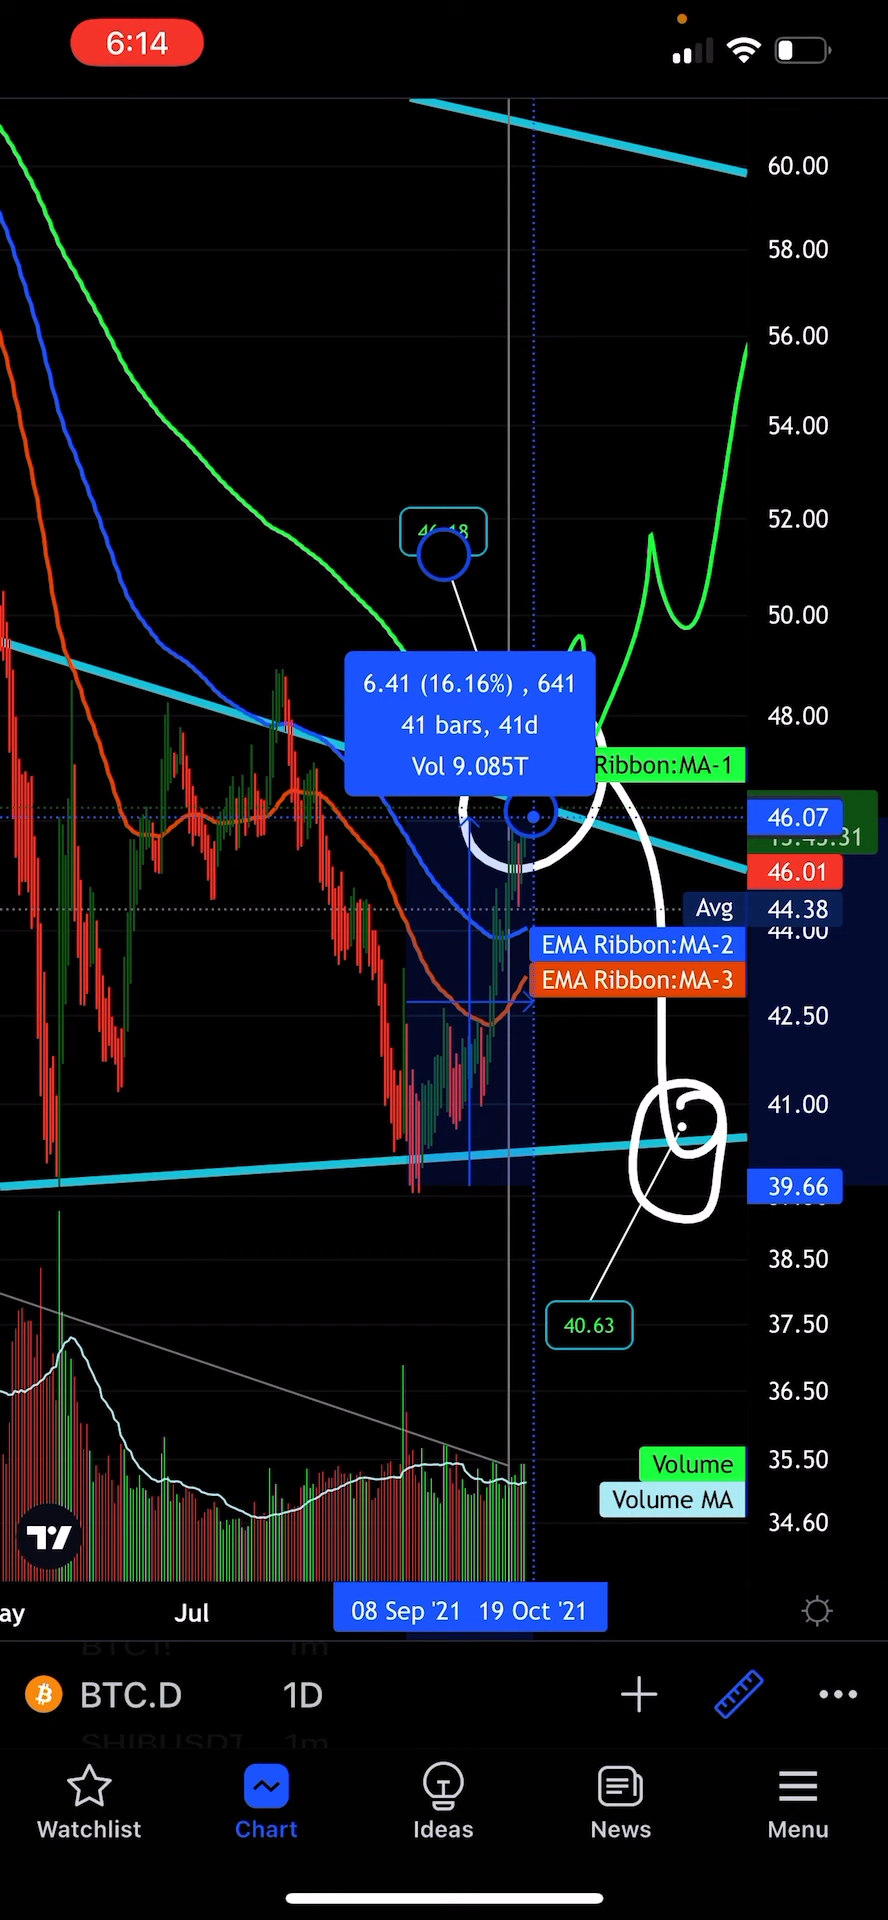 6:14
60.00
58.00
56.00
54.00
52.00
50.00
6.41 (16.16%) , 641
41 bars, 41d
Vol 9.085T
48.00
Ribbon:MA-1
46.07
46.01
Avg 44.38
44.00
EMA Ribbon:MA-2
EMA Ribbon:MA-3
42.50
41.00
39.66
38.50
40.63
37.50
36.50
35.50
Volume
Volume MA
34.60
ay Jul 08 Sep '21 19 Oct '21
BTC.D 1D
SHIBUSDT 1m
Watchlist Chart Ideas News Menu